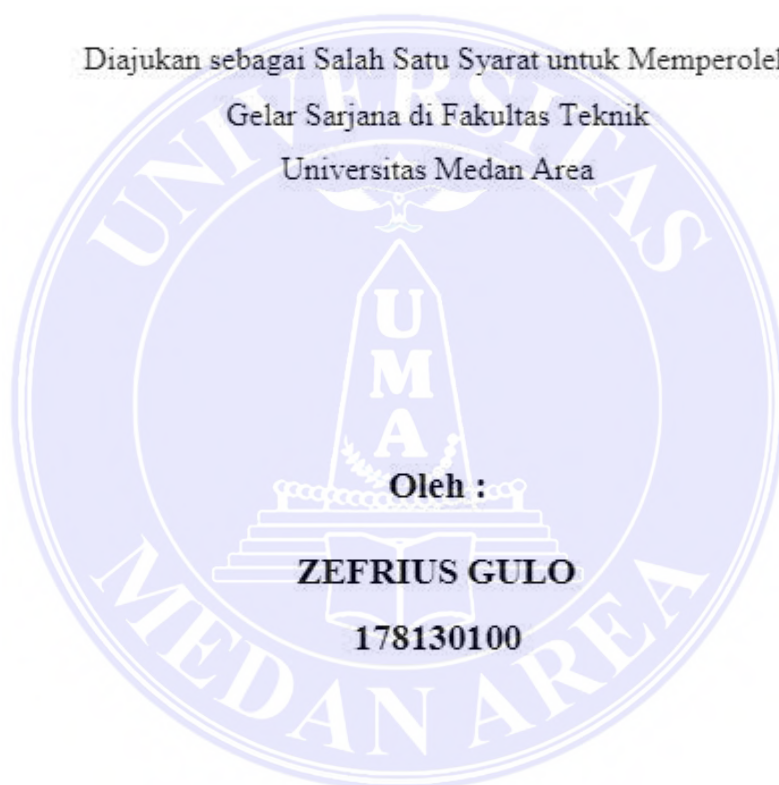 Diajukan sebagai Salah Satu Syarat untuk Memperoleh
Gelar Sarjana di Fakultas Teknik
Universitas Medan Area
UNIVERSITAS
UMA
Oleh :
ZEFRIUS GULO
178130100
MEDAN AREA